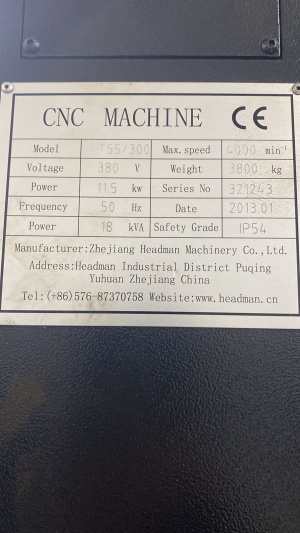 CNC MACHINE CE
Model T55/300 Max. speed 4000 min⁻¹
Voltage 380 V Weight 3800 kg
Power 11.5 kw Series No 321243
Frequency 50 Hz Date 2013.01
Power 18 kVA Safety Grade IP54
Manufacturer:Zhejiang Headman Machinery Co.,Ltd.
Address:Headman Industrial District Puqing
Yuhuan Zhejiang China
Tel:(+86)576-87370758 Website:www.headman.cn